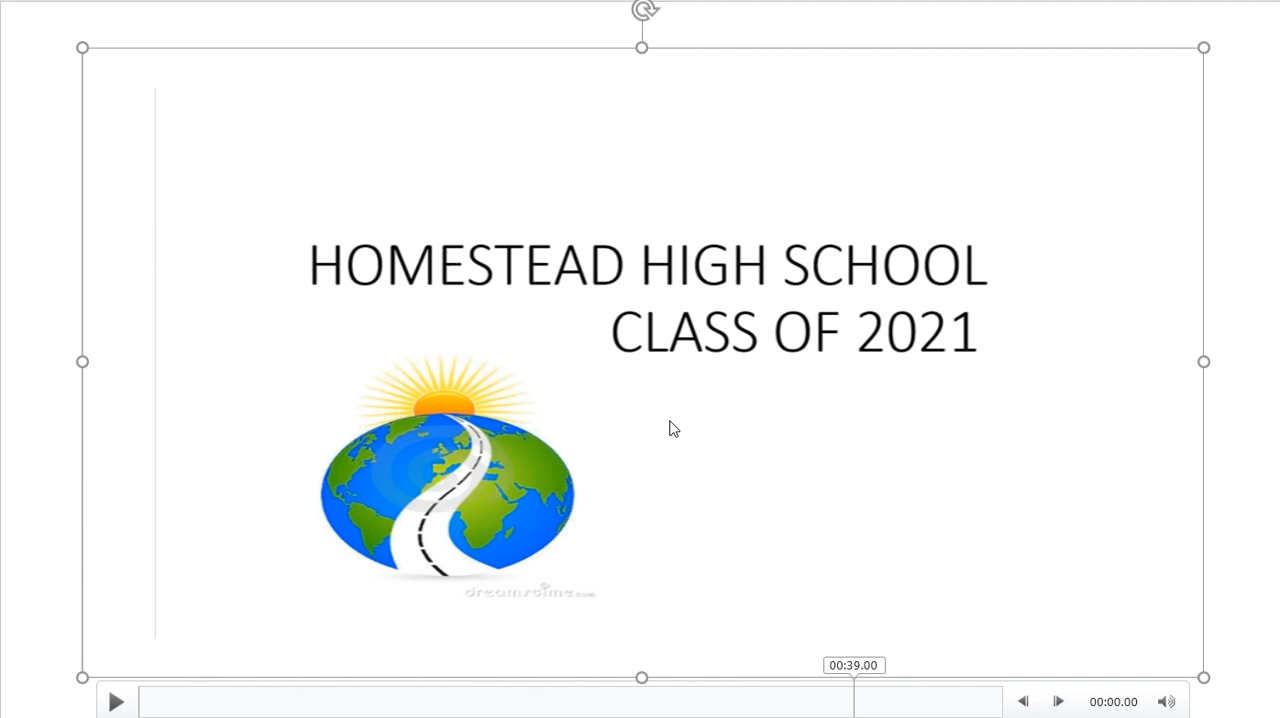 HOMESTEAD HIGH SCHOOL
CLASS OF 2021
dreamstime.com
00:39.00
00:00.00